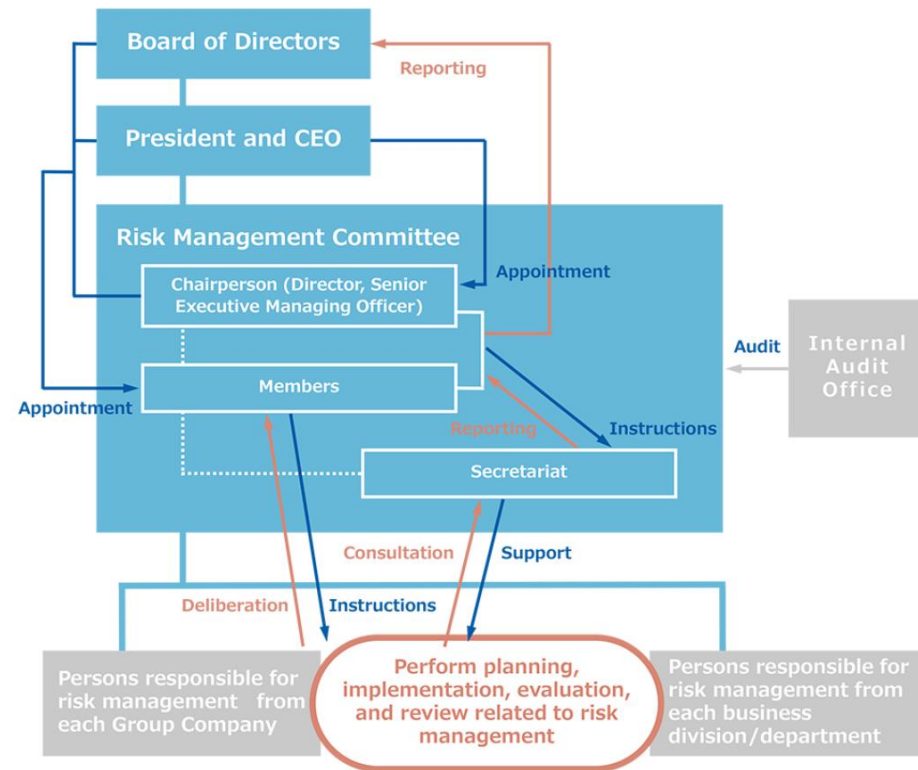 Board of Directors
Reporting
President and CEO
Risk Management Committee
Chairperson (Director, Senior
Executive Managing Officer)
Appointment
Audit
Internal
Audit
Office
Members
Appointment
Reporting
Instructions
Secretariat
Consultation
Support
Deliberation
Instructions
Persons responsible for
risk management from
each Group Company
Perform planning,
implementation, evaluation,
and review related to risk
management
Persons responsible for
risk management from
each business
division/department